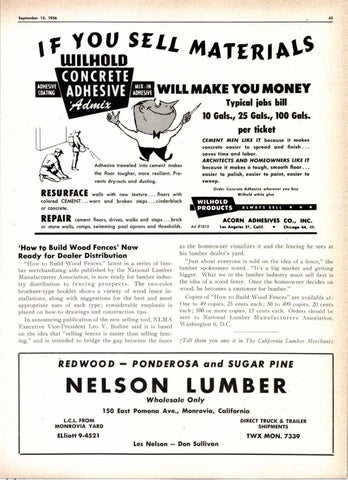 September 15, 1956
43
IF YOU SELL MATERIALS
WILHOLD
CONCRETE
ADHESIVE
Admix
ADHESIVE
COATING
MIX-IN
ADHESIVE
WILL MAKE YOU MONEY
Typical jobs bill
10 Gals., 25 Gals., 100 Gals.
per ticket
CEMENT MEN LIKE IT because it makes
concrete easier to spread and finish...
saves time and labor.
ARCHITECTS AND HOMEOWNERS LIKE IT
because it makes a tough, smooth floor...
easier to polish, easier to paint, easier to
sweep.
Order Concrete Adhesive wherever you buy
Wilhold white glue
Adhesive troweled into cement makes
the floor tougher, more resilient. Pre-
vents dry-outs and dusting.
RESURFACE walls with new texture...floors with
colored CEMENT...worn and broken steps...cinderblock
or concrete.
REPAIR cement floors, drives, walks and steps...brick
or stone walls, ramps, swimming pool aprons and thresholds.
WILHOLD
PRODUCTS
ALWAYS SELL
Ad #1013
ACORN ADHESIVES CO., INC.
Los Angeles 31, Calif. • Chicago 44, Ill.
'How to Build Wood Fences' Now
Ready for Dealer Distribution
"How to Build Wood Fences," latest in a series of lum-
ber merchandising aids published by the National Lumber
Manufacturers Association, is now ready for lumber indus-
try distribution to fencing prospects. The two-color
brochure-type booklet shows a variety of wood fence in-
stallations, along with suggestions for the best and most
appropriate uses of each type; considerable emphasis is
placed on how-to drawings and construction tips.
In announcing publication of the new selling tool, NLMA
Executive Vice-President Leo V. Bodine said it is based
on the idea that "selling fences is easier than selling fenc-
ing," and is intended to bridge the gap between the fence
as the homeowner visualizes it and the fencing he sees at
his lumber dealer's yard.
"Just about everyone is sold on the idea of a fence," the
lumber spokesman noted. "It's a big market and getting
bigger. What we in the lumber industry must sell first is
the idea of a wood fence. Once the homeowner decides on
wood, he becomes a customer for lumber."
Copies of "How to Build Wood Fences" are available at:
One to 49 copies, 25 cents each; 50 to 499 copies, 20 cents
each; 500 or more copies, 15 cents each. Orders should be
sent to National Lumber Manufacturers Association,
Washington 6, D.C.
(Tell them you saw it in The California Lumber Merchant)
REDWOOD — PONDEROSA and SUGAR PINE
NELSON LUMBER
Wholesale Only
150 East Pomona Ave., Monrovia, California
L.C.L. FROM
MONROVIA YARD
ELliott 9-4521
DIRECT TRUCK & TRAILER
SHIPMENTS
TWX MON. 7339
Les Nelson — Don Sullivan